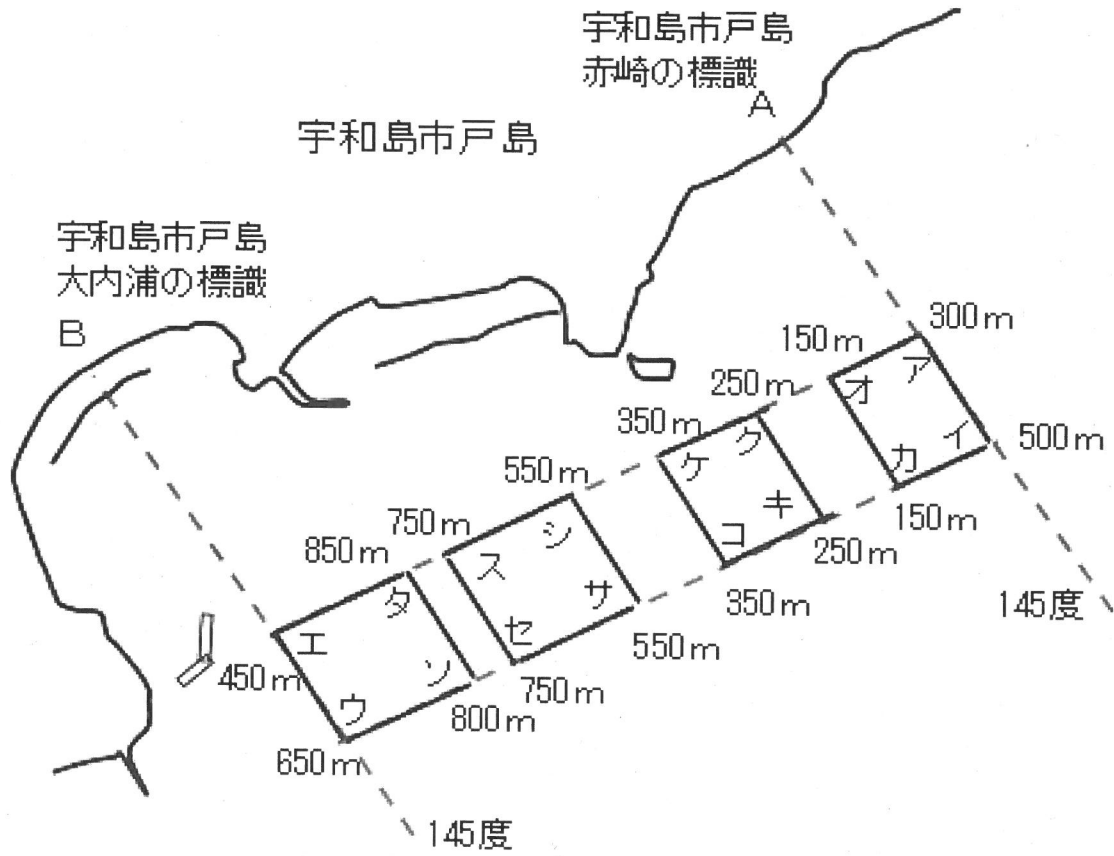 宇和島市戸島
赤崎の標識
A
宇和島市戸島
宇和島市戸島
大内浦の標識
B
300m
150m
ア
オ
250m
イ
500m
350m
ク
カ
ケ
550m
キ
150m
750m
シ
コ
250m
850m
ス
350m
タ
サ
145度
エ
セ
550m
450m
ソ
750m
ウ
800m
650m
145度